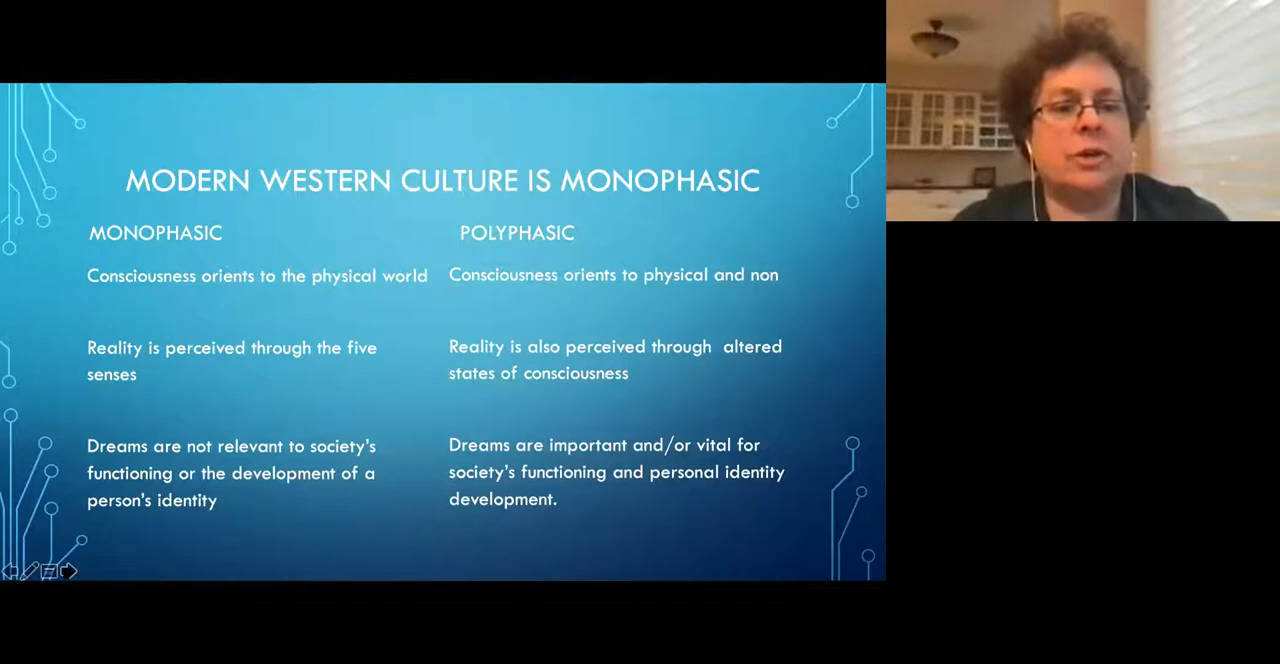 MODERN WESTERN CULTURE IS MONOPHASIC
MONOPHASIC
Consciousness orients to the physical world
Reality is perceived through the five
senses
Dreams are not relevant to society's
functioning or the development of a
person's identity
POLYPHASIC
Consciousness orients to physical and non
Reality is also perceived through  altered
states of consciousness
Dreams are important and/or vital for
society's functioning and personal identity
development.